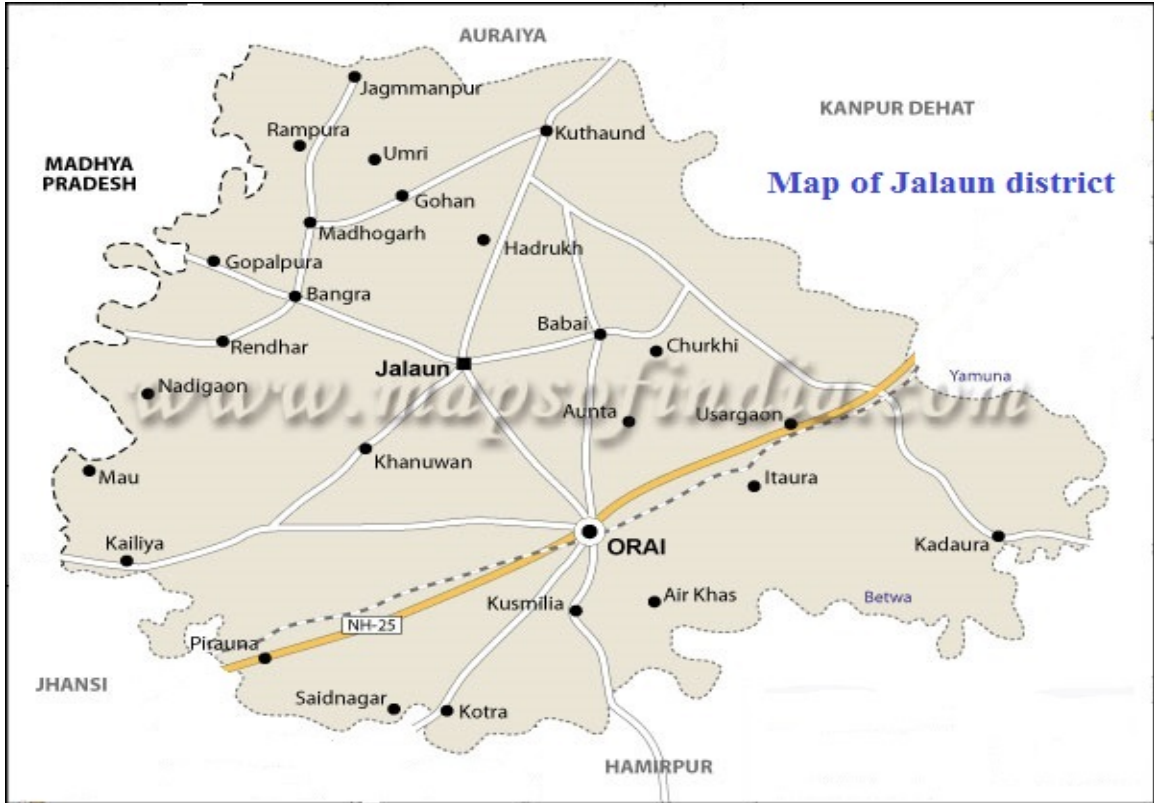 AURAIYA
Jagmmanpur
KANPUR DEHAT
Rampura
Kuthaund
Umri
MADHYA
PRADESH
Map of Jalaun district
Gohan
Madhogarh
Hadrukh
Gopalpura
Bangra
Babai
Rendhar
Churkhi
Jalaun
Yamuna
Nadigaon
www.mapsofindia.com
Aunta
Usargaon
Khanuwan
Mau
Itaura
Kailiya
ORAI
Kadaura
Kusmilia
Air Khas
Betwa
NH-25
Pirauna
JHANSI
Saidnagar
Kotra
HAMIRPUR